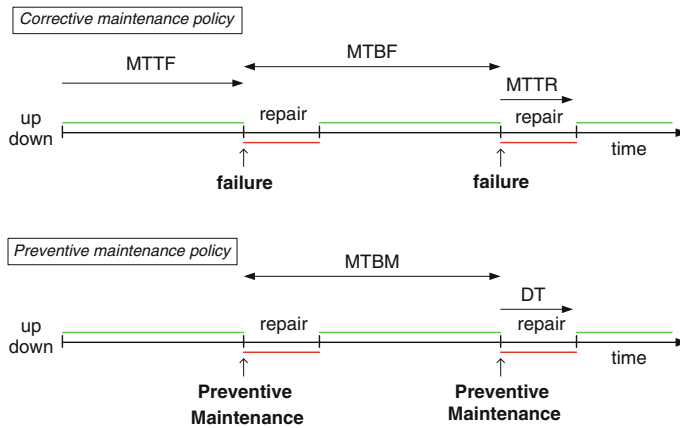 Corrective maintenance policy
MTTF
MTBF
MTTR
up
down
repair
repair
time
failure
failure
Preventive maintenance policy
MTBM
DT
up
down
repair
repair
time
Preventive
Maintenance
Preventive
Maintenance